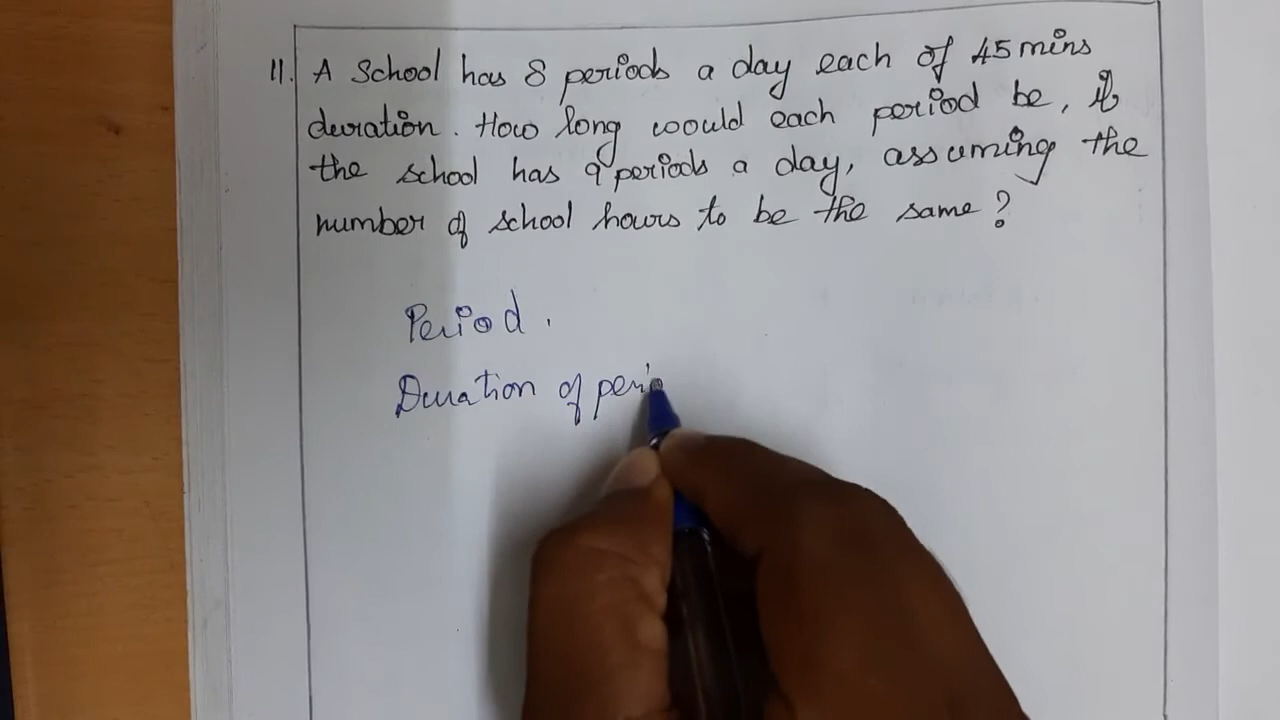 11. A School has 8 periods a day each of 45 mins
duration. How long would each period be, if
the school has 9 periods a day, assuming the
number of school hours to be the same?
Period.
Duration of perio